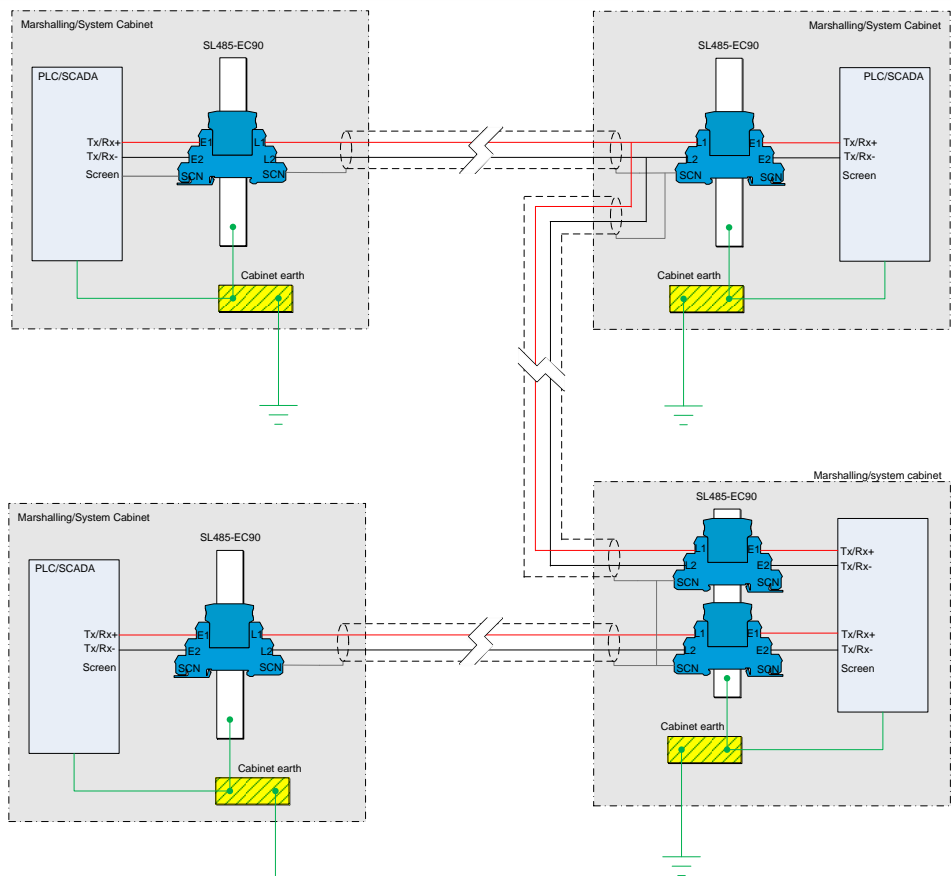 Marshalling/System Cabinet
SL485-EC90
PLC/SCADA
Tx/Rx+
Tx/Rx-
Screen
E1
E2
SCN
L1
L2
SCN
Cabinet earth
Marshalling/System Cabinet
SL485-EC90
PLC/SCADA
L1
L2
SCN
E1
E2
SCN
Tx/Rx+
Tx/Rx-
Screen
Cabinet earth
Marshalling/System Cabinet
SL485-EC90
PLC/SCADA
Tx/Rx+
Tx/Rx-
Screen
E1
E2
SCN
L1
L2
SCN
Cabinet earth
Marshalling/system cabinet
SL485-EC90
L1
L2
SCN
E1
E2
SCN
Tx/Rx+
Tx/Rx-
L1
L2
SCN
E1
E2
SCN
Tx/Rx+
Tx/Rx-
Screen
Cabinet earth